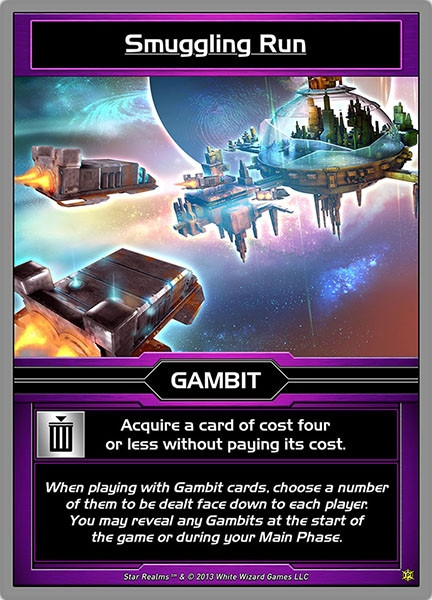 Smuggling Run
GAMBIT
Acquire a card of cost four
or less without paying its cost.
When playing with Gambit cards, choose a number
of them to be dealt face down to each player.
You may reveal any Gambits at the start of
the game or during your Main Phase.
Star Realms™ & © 2013 White Wizard Games LLC